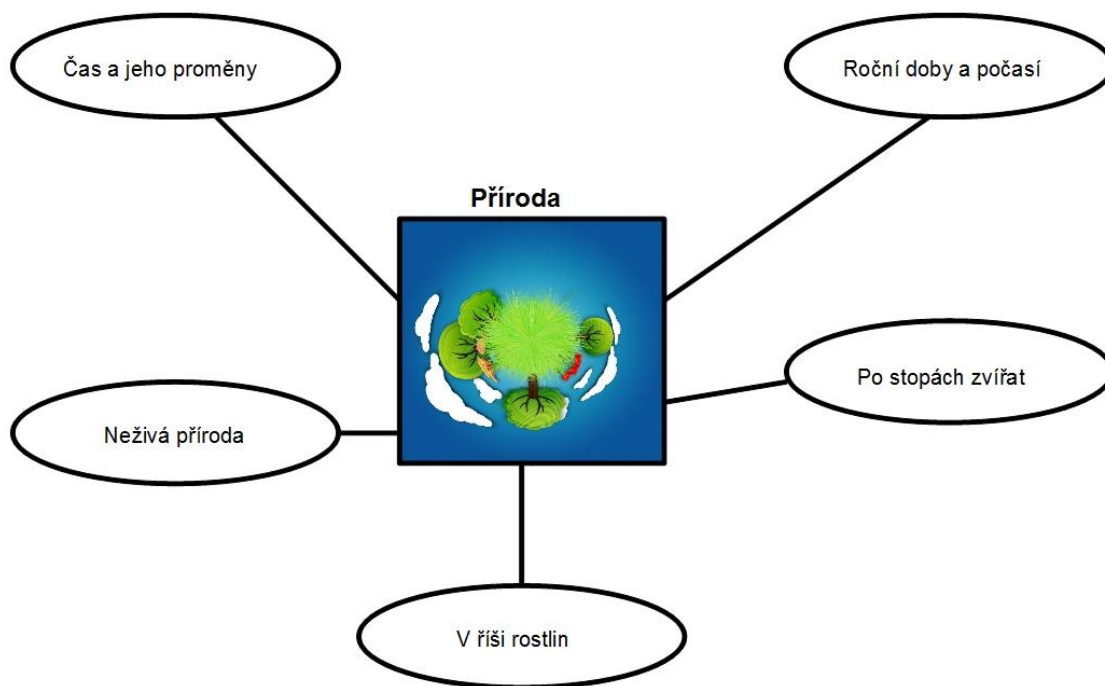 Čas a jeho proměny
Roční doby a počasí
Příroda
Po stopách zvířat
Neživá příroda
V říši rostlin